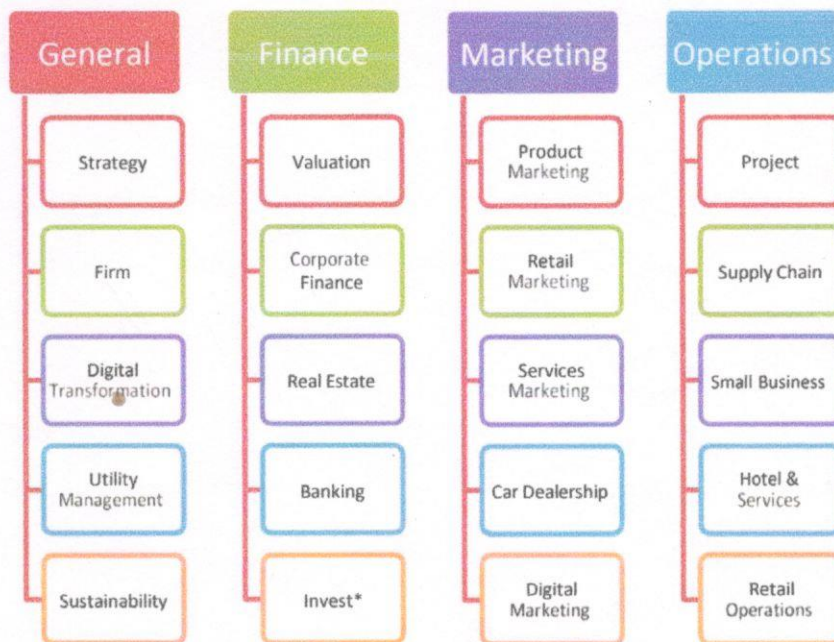 General
Strategy
Firm
Digital
Transformation
Utility
Management
Sustainability
Finance
Valuation
Corporate
Finance
Real Estate
Banking
Invest*
Marketing
Product
Marketing
Retail
Marketing
Services
Marketing
Car Dealership
Digital
Marketing
Operations
Project
Supply Chain
Small Business
Hotel &
Services
Retail
Operations